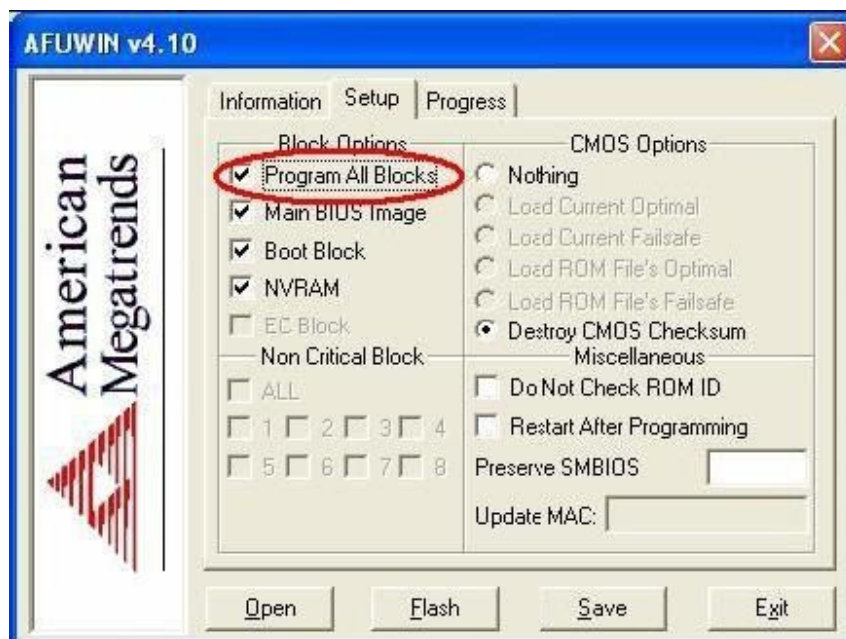 AFUWIN v4.10
American
Megatrends
Information Setup Progress
Block Options
Program All Blocks
Main BIOS Image
Boot Block
NVRAM
EC Block
Non Critical Block
ALL
1 2 3 4
5 6 7 8
CMOS Options
Nothing
Load Current Optimal
Load Current Failsafe
Load ROM File's Optimal
Load ROM File's Failsafe
Destroy CMOS Checksum
Miscellaneous
Do Not Check ROM ID
Restart After Programming
Preserve SMBIOS
Update MAC:
Open Flash Save Exit